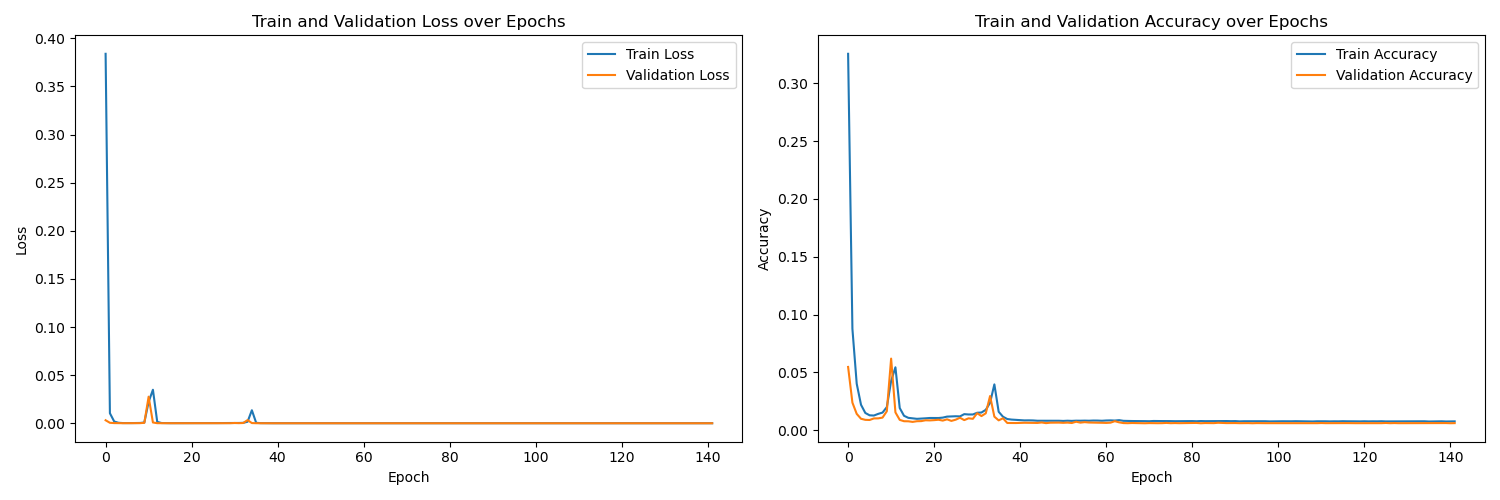 Train and Validation Loss over Epochs
Train Loss
Validation Loss
0.40
0.35
0.30
0.25
0.20
0.15
0.10
0.05
0.00
Loss
0 20 40 60 80 100 120 140
Epoch
Train and Validation Accuracy over Epochs
Train Accuracy
Validation Accuracy
0.30
0.25
0.20
0.15
0.10
0.05
0.00
Accuracy
0 20 40 60 80 100 120 140
Epoch